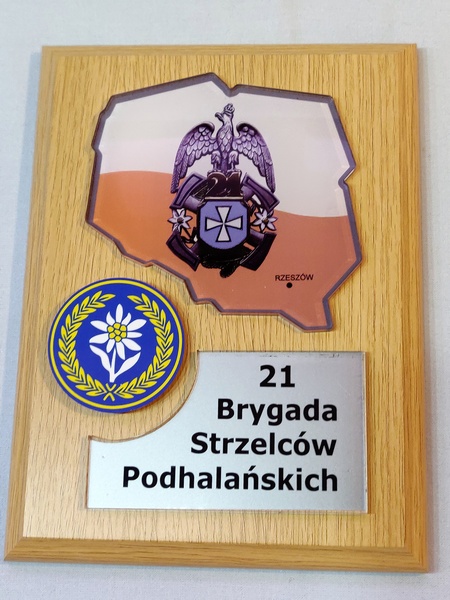 21
RZESZÓW
21
Brygada
Strzelców
Podhalańskich